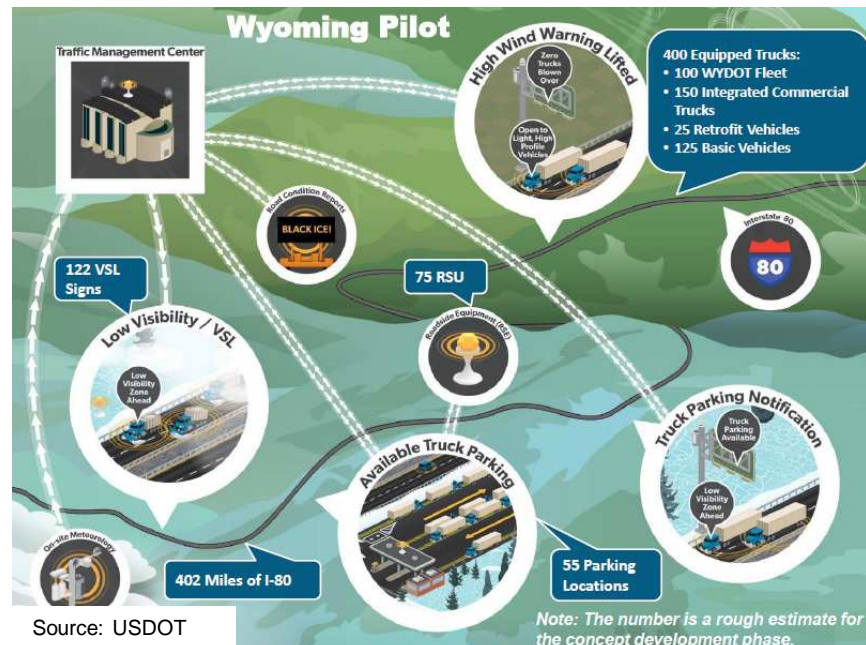 Wyoming Pilot
Traffic Management Center
High Wind Warning Lifted
Zero
Trucks
Blown
Over
Open to
Light, High
Profile
Vehicles
400 Equipped Trucks:
• 100 WYDOT Fleet
• 150 Integrated Commercial
Trucks
• 25 Retrofit Vehicles
• 125 Basic Vehicles
Road Condition Reports
BLACK ICE!
Interstate 80
80
122 VSL
Signs
75 RSU
Low Visibility / VSL
Low
Visibility
Zone
Ahead
Roadside Equipment (RSE)
Available Truck Parking
Truck Parking Notification
Truck
Parking
Available
Low
Visibility
Zone
Ahead
On-site Meteorology
402 Miles of I-80
55 Parking
Locations
Source: USDOT
Note: The number is a rough estimate for
the concept development phase.